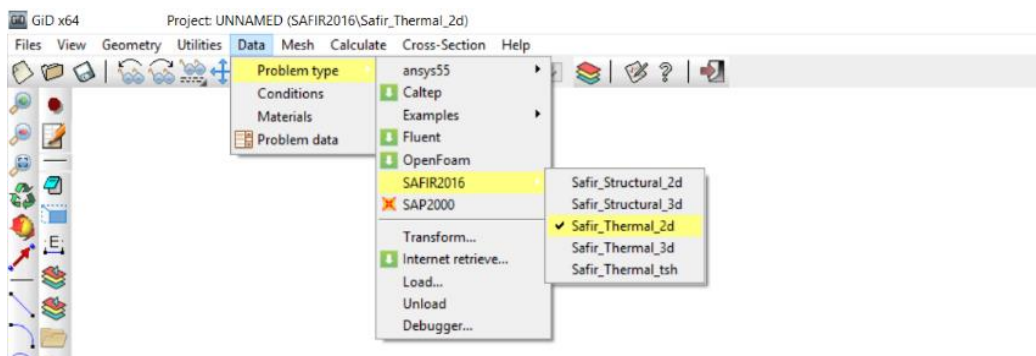 GiD x64 Project: UNNAMED (SAFIR2016\Safir_Thermal_2d)
Files View Geometry Utilities Data Mesh Calculate Cross-Section Help
Problem type
Conditions
Materials
Problem data
ansys55
Caltep
Examples
Fluent
OpenFoam
SAFIR2016
SAP2000
Transform...
Internet retrieve...
Load...
Unload
Debugger...
Safir_Structural_2d
Safir_Structural_3d
Safir_Thermal_2d
Safir_Thermal_3d
Safir_Thermal_tsh
E